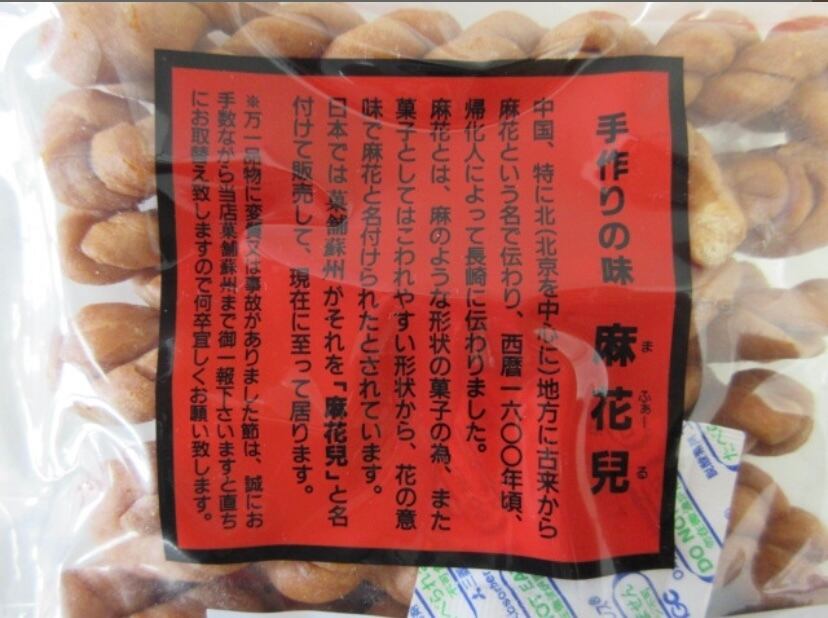 手作りの味 麻花兒
ま ふぁー る
中国、特に北(北京を中心に)地方に古来から
麻花という名で伝わり、西暦一六〇〇年頃、
帰化人によって長崎に伝わりました。
麻花とは、麻のような形状の菓子の為、また
菓子としてはこわれやすい形状から、花の意
味で麻花と名付けられたとされています。
日本では菓舗蘇州がそれを「麻花兒」と名
付けて販売して、現在に至って居ります。
※万一品物に変質又は事故がありました節は、誠にお
手数ながら当店菓舗蘇州まで御一報下さいますと直ち
にお取替え致しますので何卒宜しくお願い致します。
DO NO